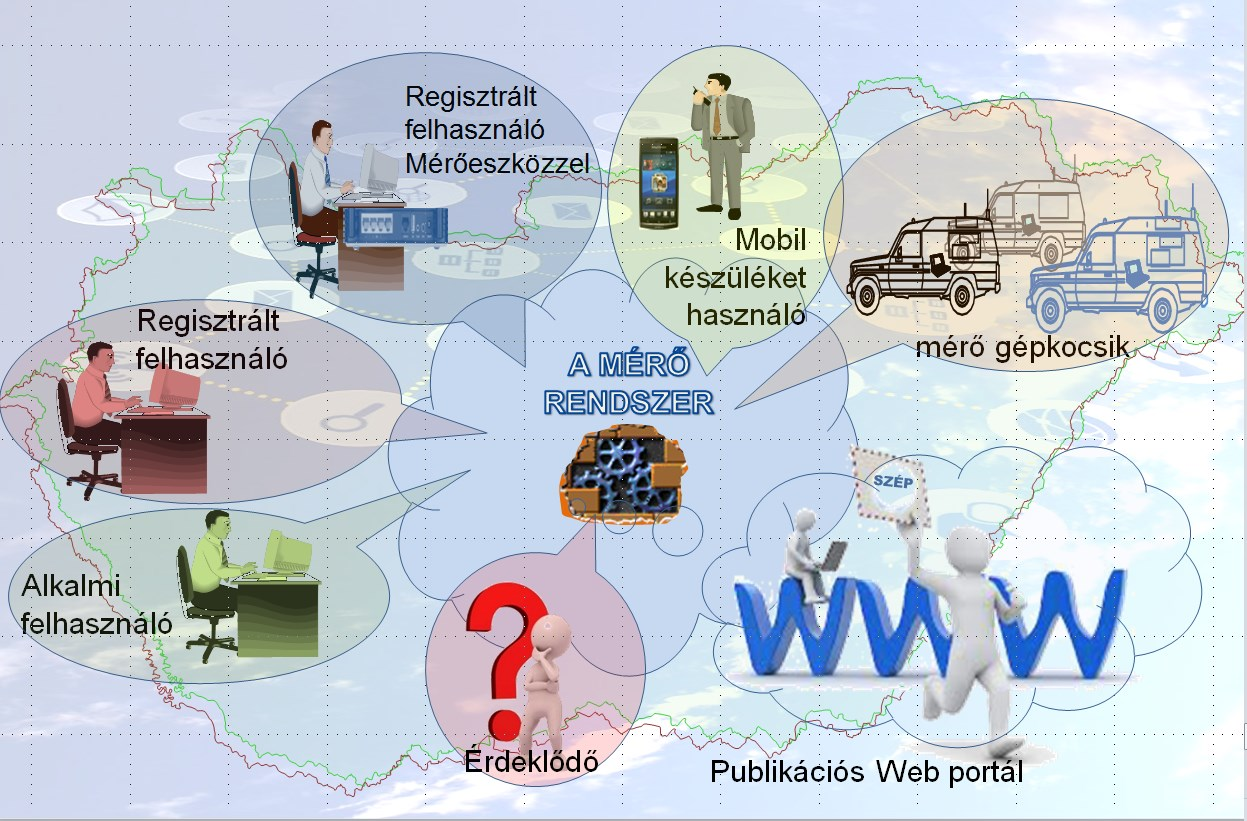 Regisztrált
felhasználó
Mérőeszközzel
Mobil
készüléket
használó
mérő gépkocsik
Regisztrált
felhasználó
A MÉRŐ
RENDSZER
SZÉP
Alkalmi
felhasználó
www
Érdeklődő
Publikációs Web portál